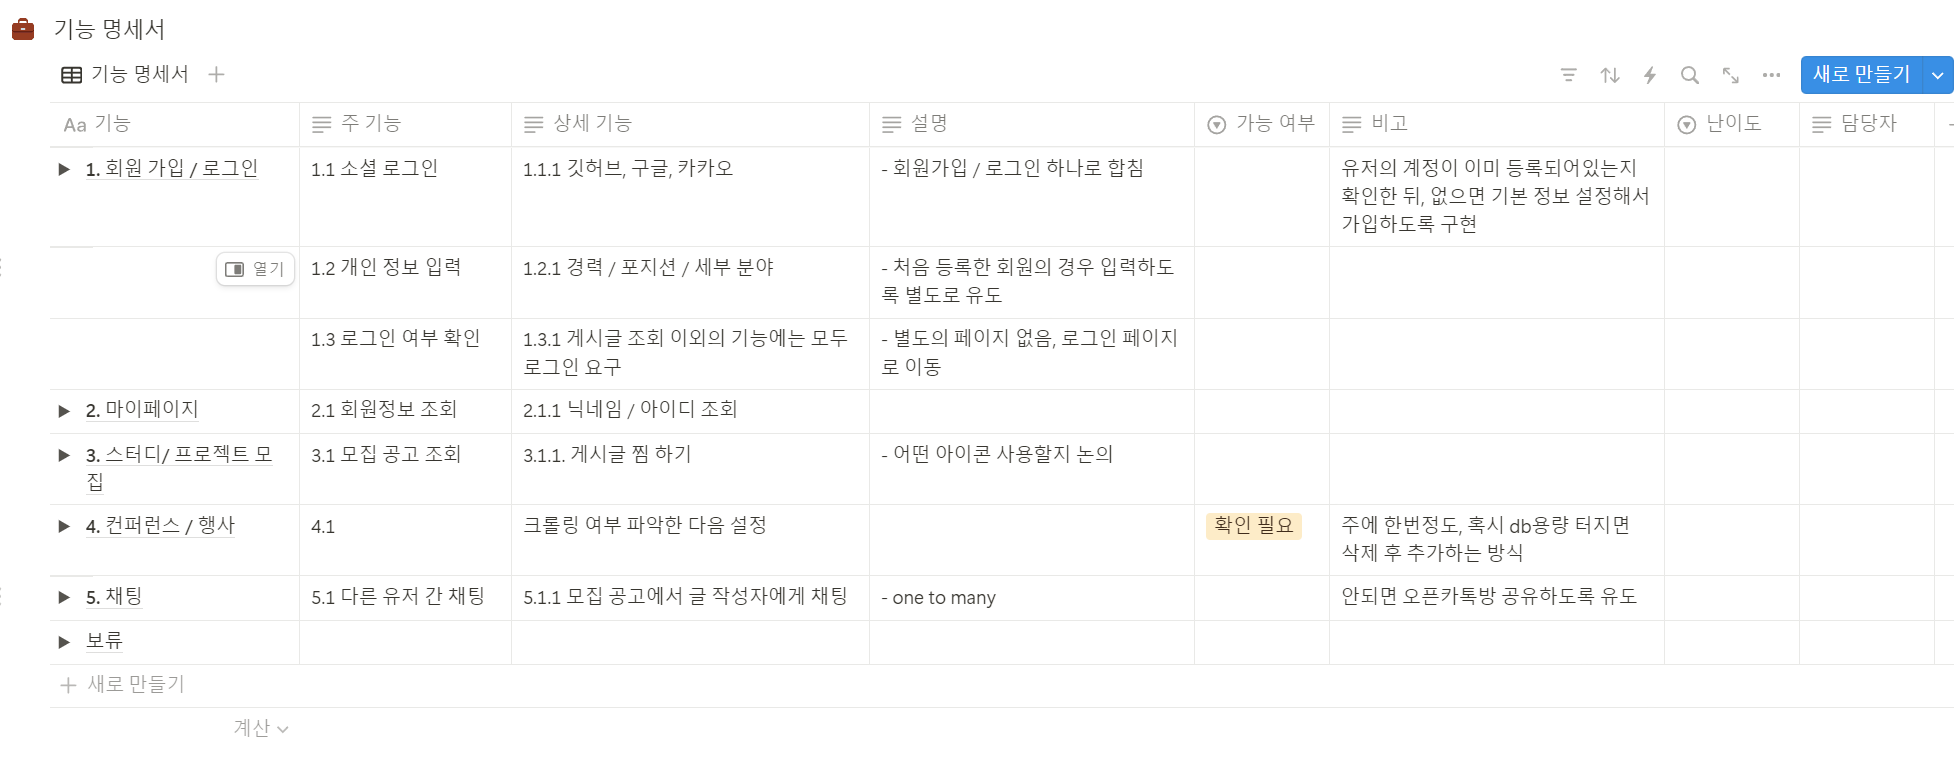 기능 명세서
기능 명세서
새로 만들기
Aa 기능 주 기능 상세 기능 설명 가능 여부 비고 난이도 담당자
1. 회원 가입 / 로그인 1.1 소셜 로그인 1.1.1 깃허브, 구글, 카카오 - 회원가입 / 로그인 하나로 합침 유저의 계정이 이미 등록되어있는지
확인한 뒤, 없으면 기본 정보 설정해서
가입하도록 구현
열기 1.2 개인 정보 입력 1.2.1 경력 / 포지션 / 세부 분야 - 처음 등록한 회원의 경우 입력하도
록 별도로 유도
1.3 로그인 여부 확인 1.3.1 게시글 조회 이외의 기능에는 모두 - 별도의 페이지 없음, 로그인 페이지
로그인 요구 로 이동
2. 마이페이지 2.1 회원정보 조회 2.1.1 닉네임 / 아이디 조회
3. 스터디/ 프로젝트 모 3.1 모집 공고 조회 3.1.1. 게시글 찜 하기 - 어떤 아이콘 사용할지 논의
집
4. 컨퍼런스 / 행사 4.1 크롤링 여부 파악한 다음 설정 확인 필요 주에 한번정도, 혹시 db용량 터지면
삭제 후 추가하는 방식
5. 채팅 5.1 다른 유저 간 채팅 5.1.1 모집 공고에서 글 작성자에게 채팅 - one to many 안되면 오픈카톡방 공유하도록 유도
보류
새로 만들기
계산